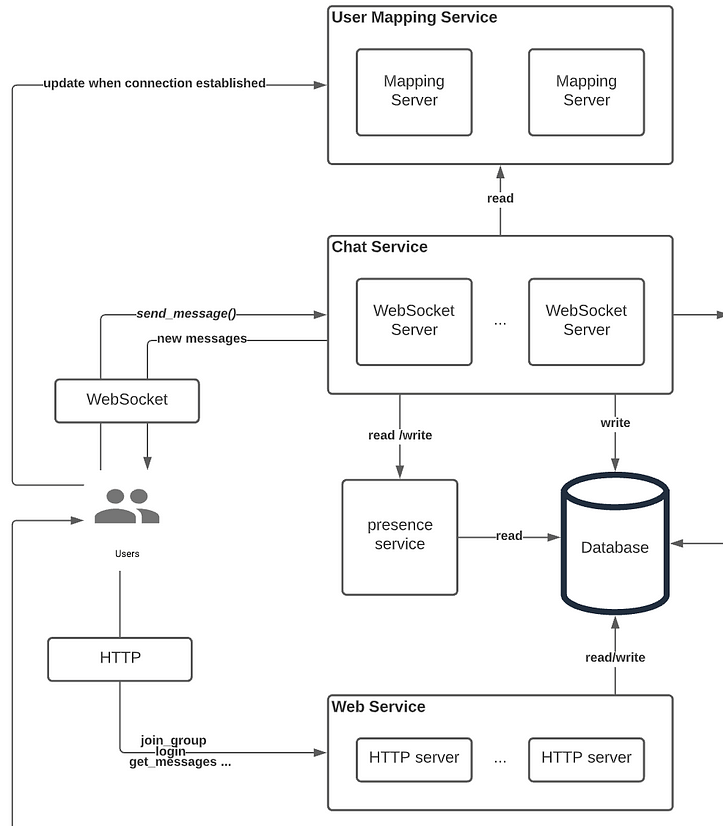 User Mapping Service
Mapping
Server
Mapping
Server
update when connection established
read
Chat Service
WebSocket
Server
...
WebSocket
Server
send_message()
new messages
WebSocket
read /write
write
presence
service
read
Database
Users
HTTP
read/write
Web Service
join_group
login
get_messages ...
HTTP server
...
HTTP server